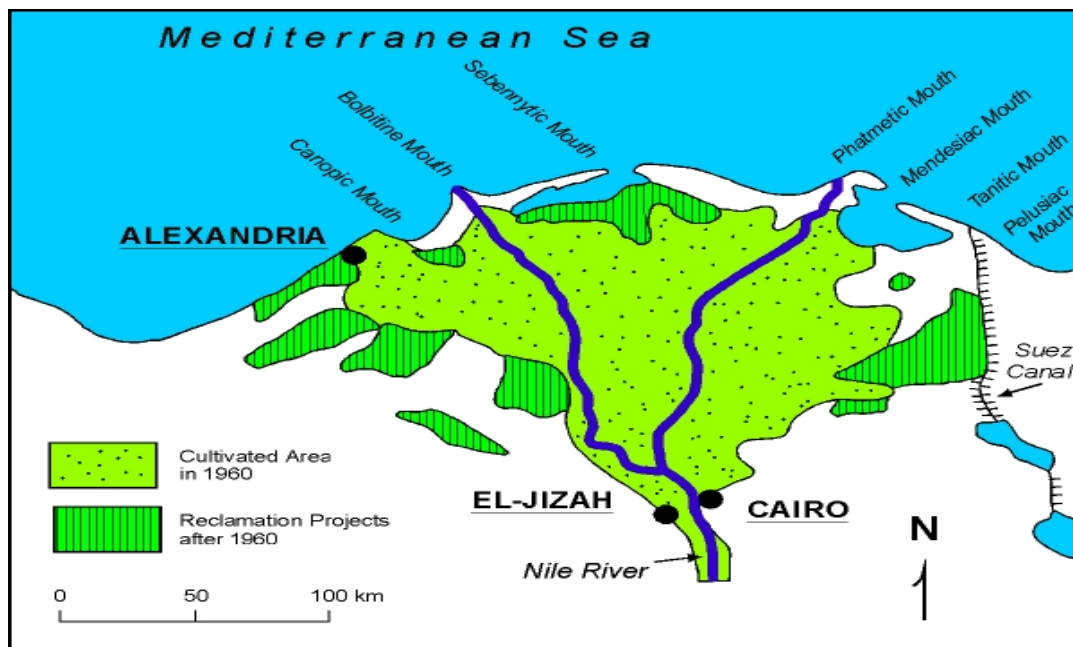 Mediterranean Sea
Sebennytic Mouth
Bolbitine Mouth
Canopic Mouth
Phatmetic Mouth
Mendesiac Mouth
Tanitic Mouth
Pelusiac
Mouth
ALEXANDRIA
Suez
Canal
Cultivated Area
in 1960
Reclamation Projects
after 1960
EL-JIZAH
CAIRO
Nile River
N
0 50 100 km